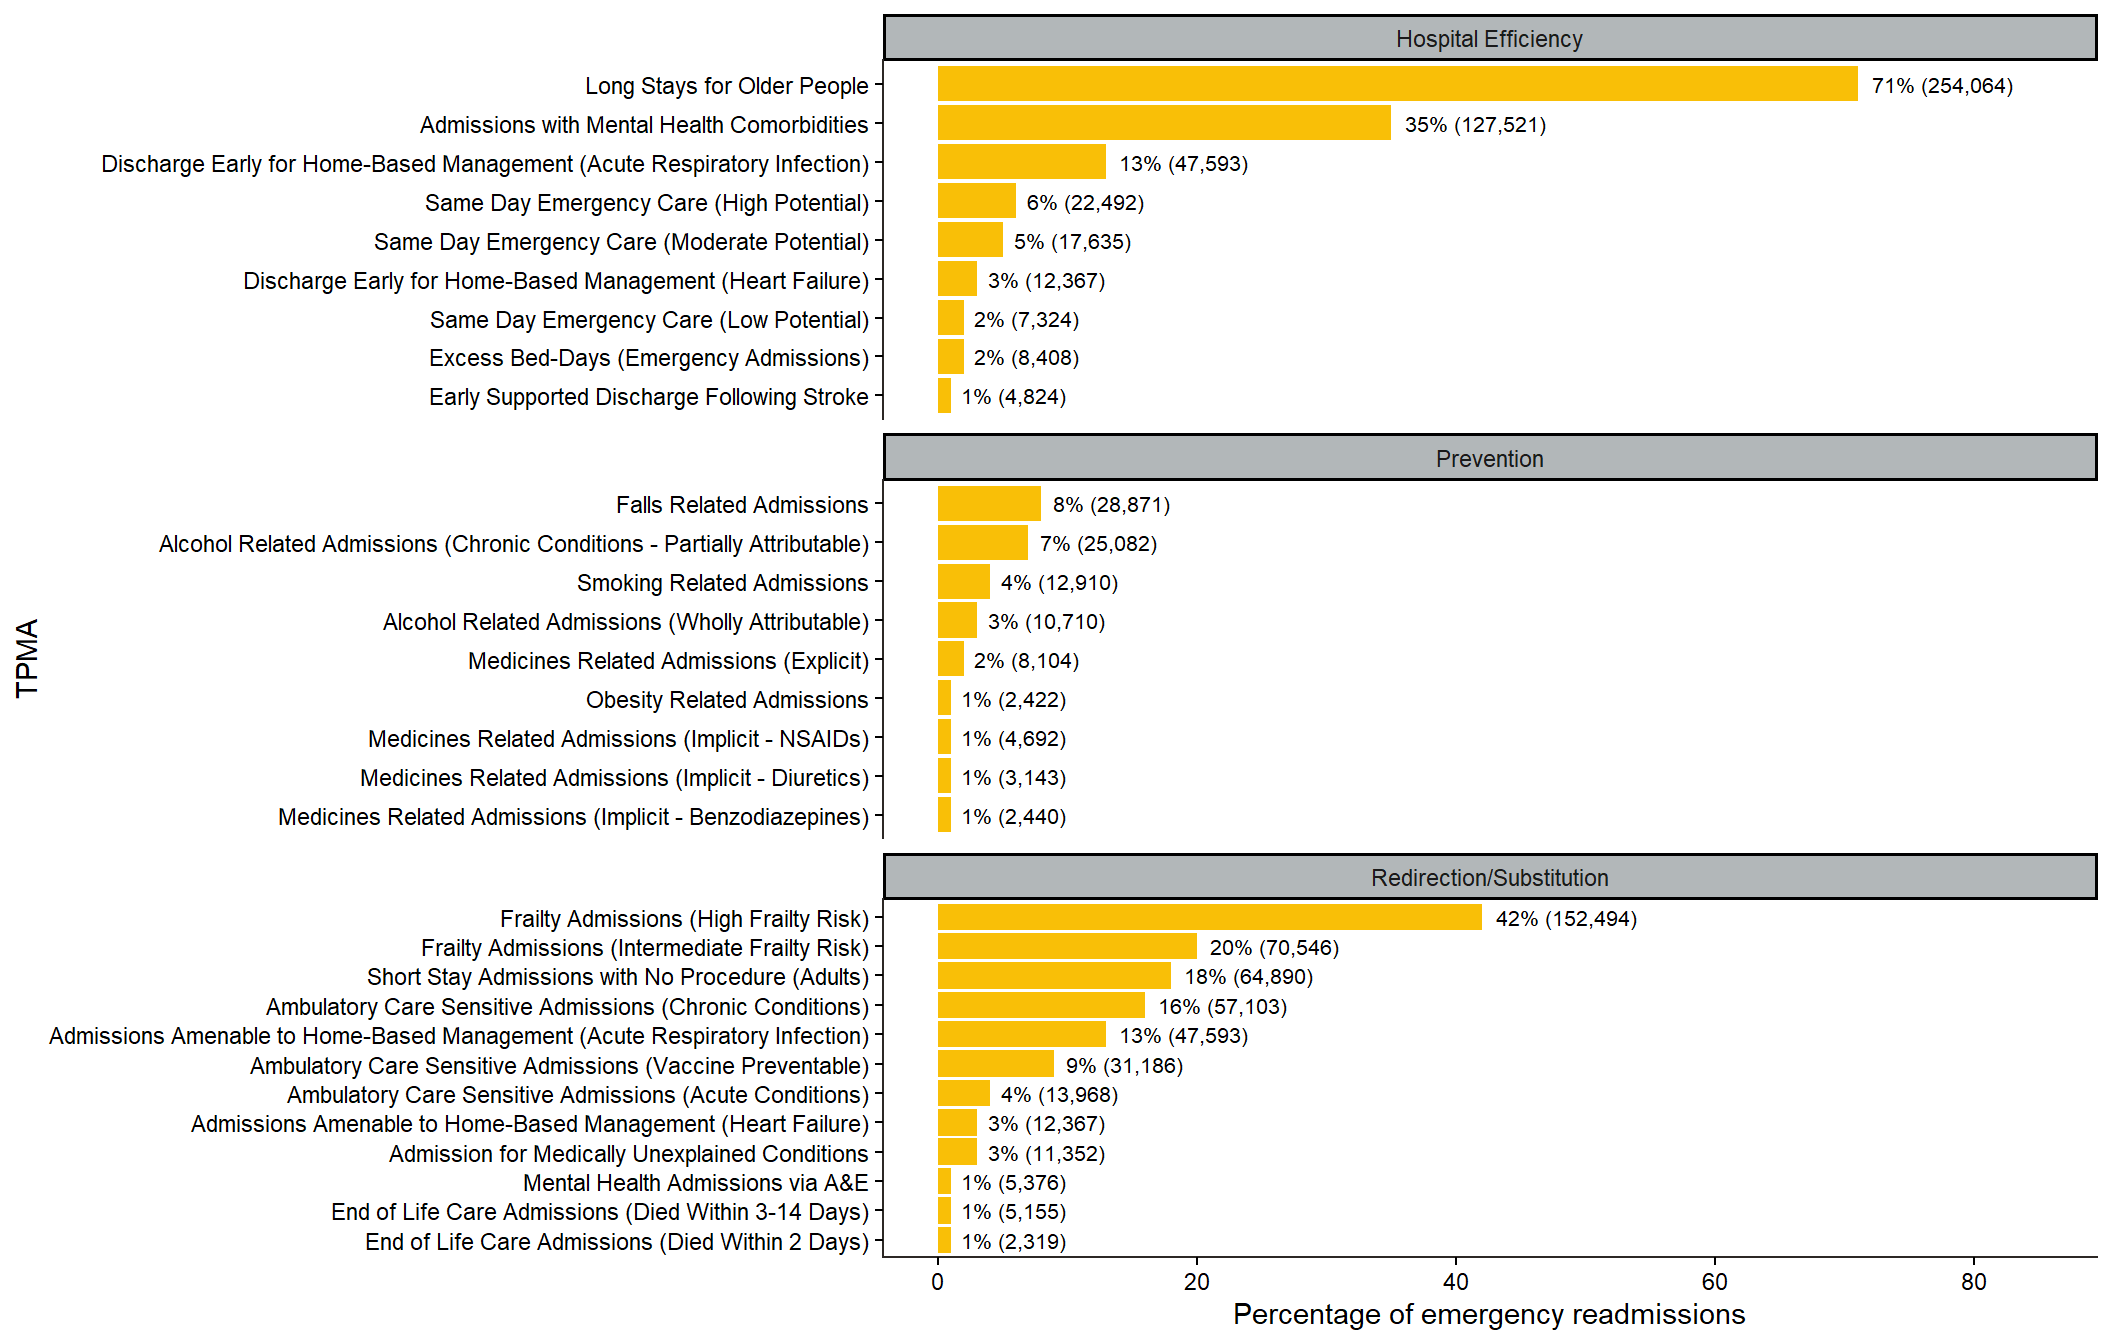 Hospital Efficiency
Long Stays for Older People 71% (254,064)
Admissions with Mental Health Comorbidities 35% (127,521)
Discharge Early for Home-Based Management (Acute Respiratory Infection) 13% (47,593)
Same Day Emergency Care (High Potential) 6% (22,492)
Same Day Emergency Care (Moderate Potential) 5% (17,635)
Discharge Early for Home-Based Management (Heart Failure) 3% (12,367)
Same Day Emergency Care (Low Potential) 2% (7,324)
Excess Bed-Days (Emergency Admissions) 2% (8,408)
Early Supported Discharge Following Stroke 1% (4,824)
Prevention
Falls Related Admissions 8% (28,871)
Alcohol Related Admissions (Chronic Conditions - Partially Attributable) 7% (25,082)
Smoking Related Admissions 4% (12,910)
Alcohol Related Admissions (Wholly Attributable) 3% (10,710)
Medicines Related Admissions (Explicit) 2% (8,104)
Obesity Related Admissions 1% (2,422)
Medicines Related Admissions (Implicit - NSAIDs) 1% (4,692)
Medicines Related Admissions (Implicit - Diuretics) 1% (3,143)
Medicines Related Admissions (Implicit - Benzodiazepines) 1% (2,440)
TPMA
Redirection/Substitution
Frailty Admissions (High Frailty Risk) 42% (152,494)
Frailty Admissions (Intermediate Frailty Risk) 20% (70,546)
Short Stay Admissions with No Procedure (Adults) 18% (64,890)
Ambulatory Care Sensitive Admissions (Chronic Conditions) 16% (57,103)
Admissions Amenable to Home-Based Management (Acute Respiratory Infection) 13% (47,593)
Ambulatory Care Sensitive Admissions (Vaccine Preventable) 9% (31,186)
Ambulatory Care Sensitive Admissions (Acute Conditions) 4% (13,968)
Admissions Amenable to Home-Based Management (Heart Failure) 3% (12,367)
Admission for Medically Unexplained Conditions 3% (11,352)
Mental Health Admissions via A&E 1% (5,376)
End of Life Care Admissions (Died Within 3-14 Days) 1% (5,155)
End of Life Care Admissions (Died Within 2 Days) 1% (2,319)
0 20 40 60 80
Percentage of emergency readmissions